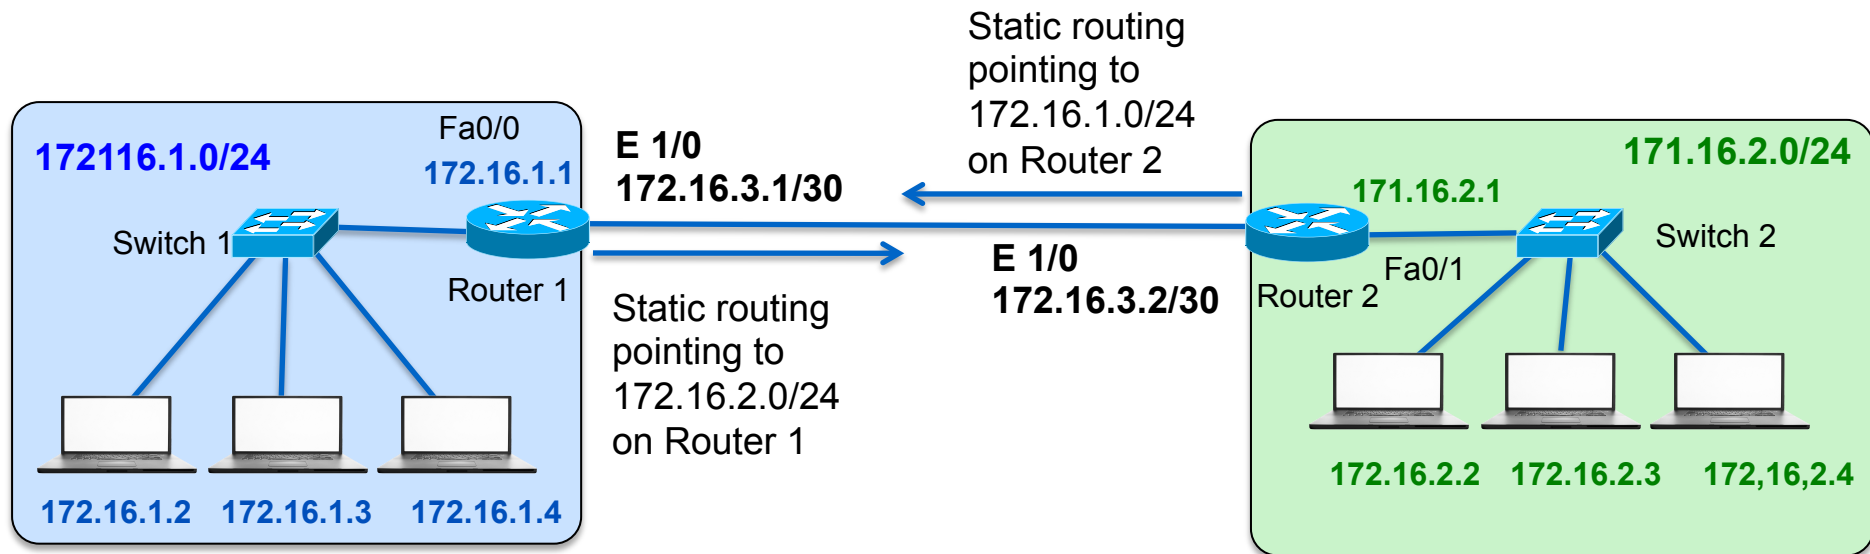 Static routing
pointing to
172.16.1.0/24
on Router 2
172116.1.0/24
Fa0/0
172.16.1.1
E 1/0
172.16.3.1/30
171.16.2.0/24
171.16.2.1
Switch 1
Router 1
E 1/0
172.16.3.2/30
Router 2
Fa0/1
Switch 2
Static routing
pointing to
172.16.2.0/24
on Router 1
172.16.1.2
172.16.1.3
172.16.1.4
172.16.2.2
172.16.2.3
172,16,2.4